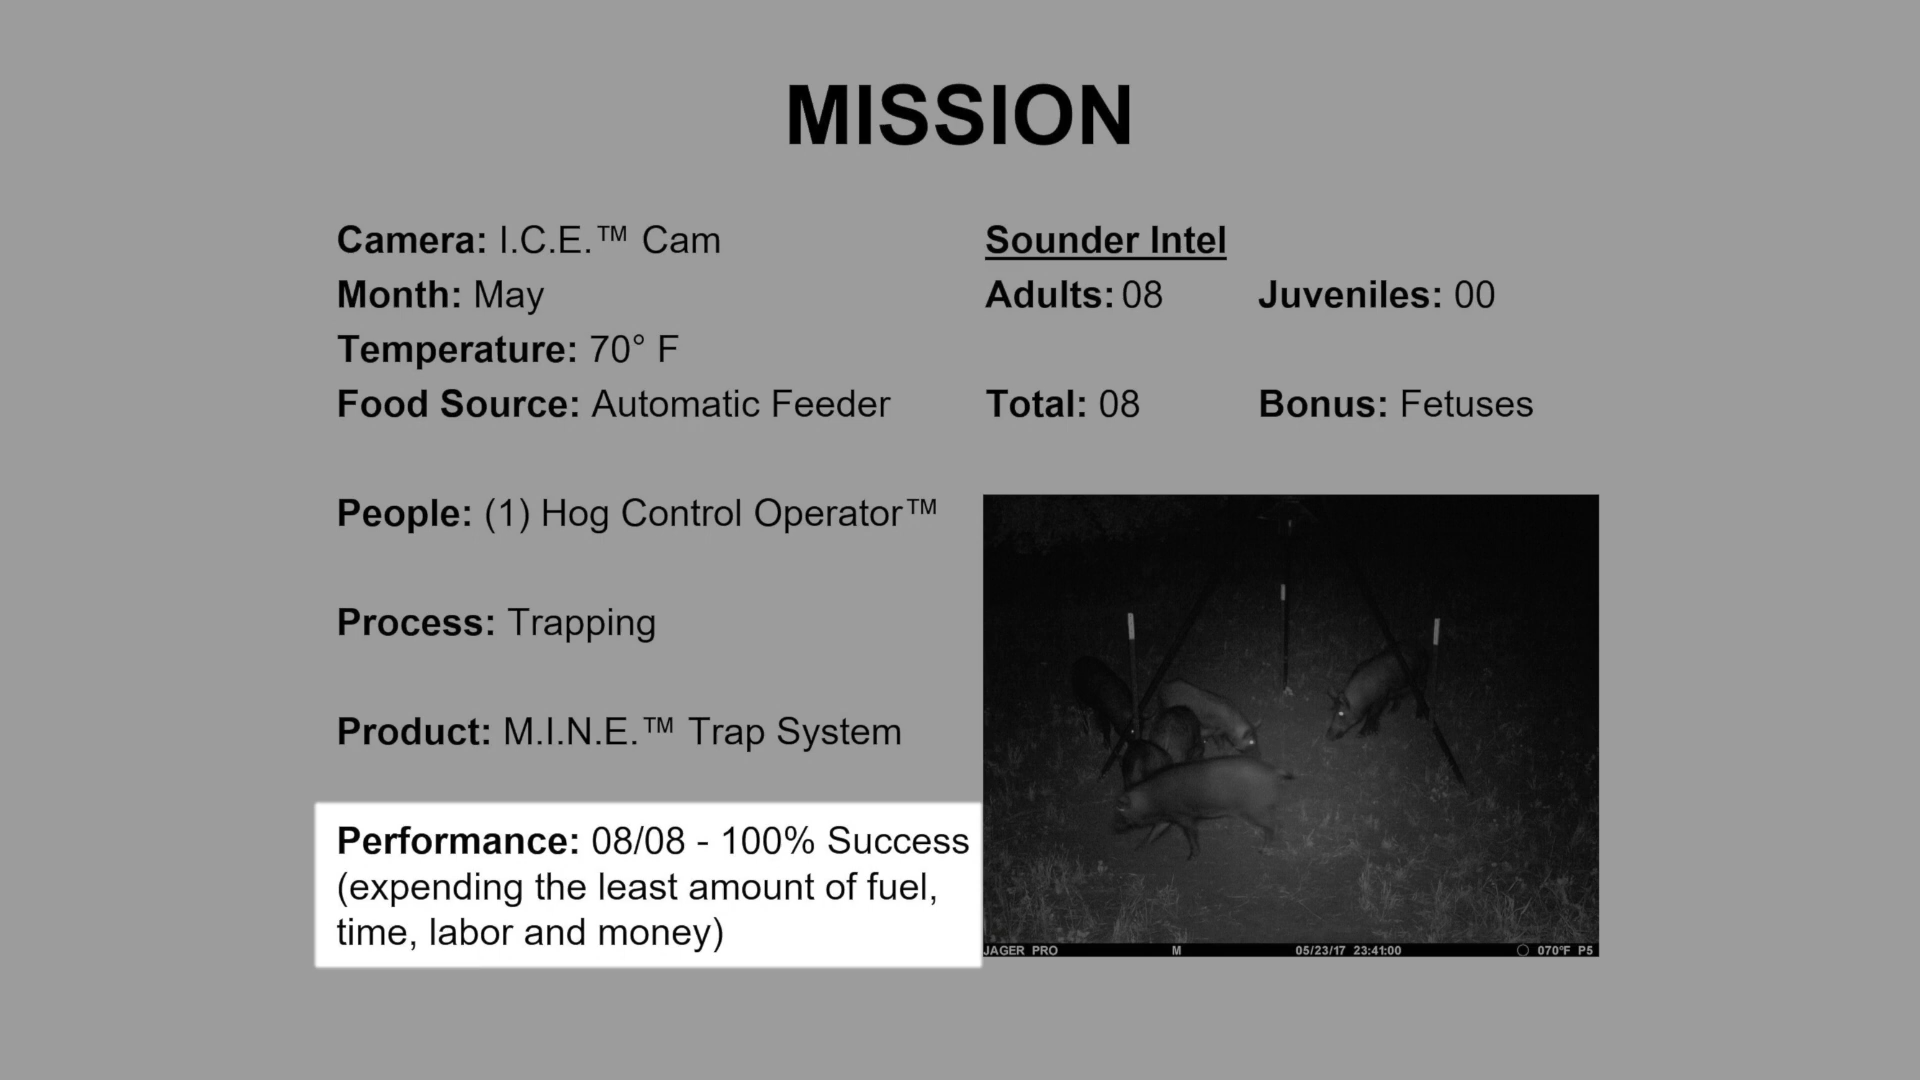 MISSION
Camera: I.C.E.™ Cam
Month: May
Temperature: 70° F
Food Source: Automatic Feeder
People: (1) Hog Control Operator™
Process: Trapping
Product: M.I.N.E.™ Trap System
Performance: 08/08 - 100% Success
(expending the least amount of fuel,
time, labor and money)
Sounder Intel
Adults: 08 Juveniles: 00
Total: 08 Bonus: Fetuses
JAGER PRO M 05/23/17 23:41:00 070°F P5